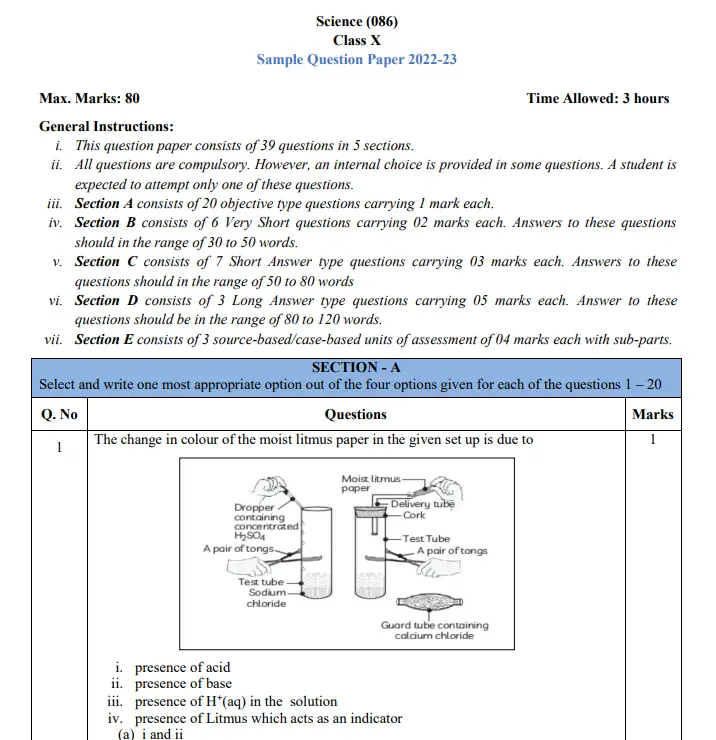 Science (086)
Class X
Sample Question Paper 2022-23
Max. Marks: 80 Time Allowed: 3 hours
General Instructions:
i. This question paper consists of 39 questions in 5 sections.
ii. All questions are compulsory. However, an internal choice is provided in some questions. A student is
expected to attempt only one of these questions.
iii. Section A consists of 20 objective type questions carrying 1 mark each.
iv. Section B consists of 6 Very Short questions carrying 02 marks each. Answers to these questions
should in the range of 30 to 50 words.
v. Section C consists of 7 Short Answer type questions carrying 03 marks each. Answers to these
questions should in the range of 50 to 80 words
vi. Section D consists of 3 Long Answer type questions carrying 05 marks each. Answer to these
questions should be in the range of 80 to 120 words.
vii. Section E consists of 3 source-based/case-based units of assessment of 04 marks each with sub-parts.
SECTION - A
Select and write one most appropriate option out of the four options given for each of the questions 1 – 20
Q. No Questions Marks
1 The change in colour of the moist litmus paper in the given set up is due to 1
Dropper
containing
concentrated
H₂SO₄
A pair of tongs
Test tube
Sodium
chloride
Moist litmus
paper
Delivery tube
Cork
Test Tube
A pair of tongs
Guard tube containing
calcium chloride
i. presence of acid
ii. presence of base
iii. presence of H⁺(aq) in the solution
iv. presence of Litmus which acts as an indicator
(a) i and ii